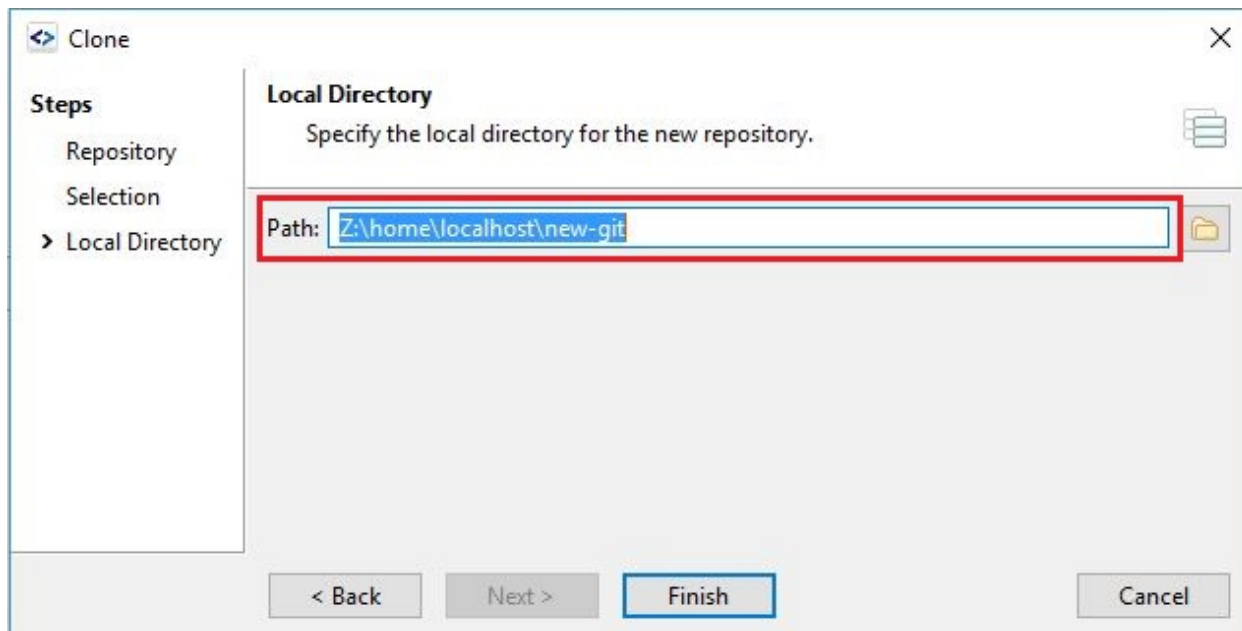 Clone
Steps
Repository
Selection
Local Directory
Local Directory
Specify the local directory for the new repository.
Path: Z:\home\localhost\new-git
< Back
Next >
Finish
Cancel